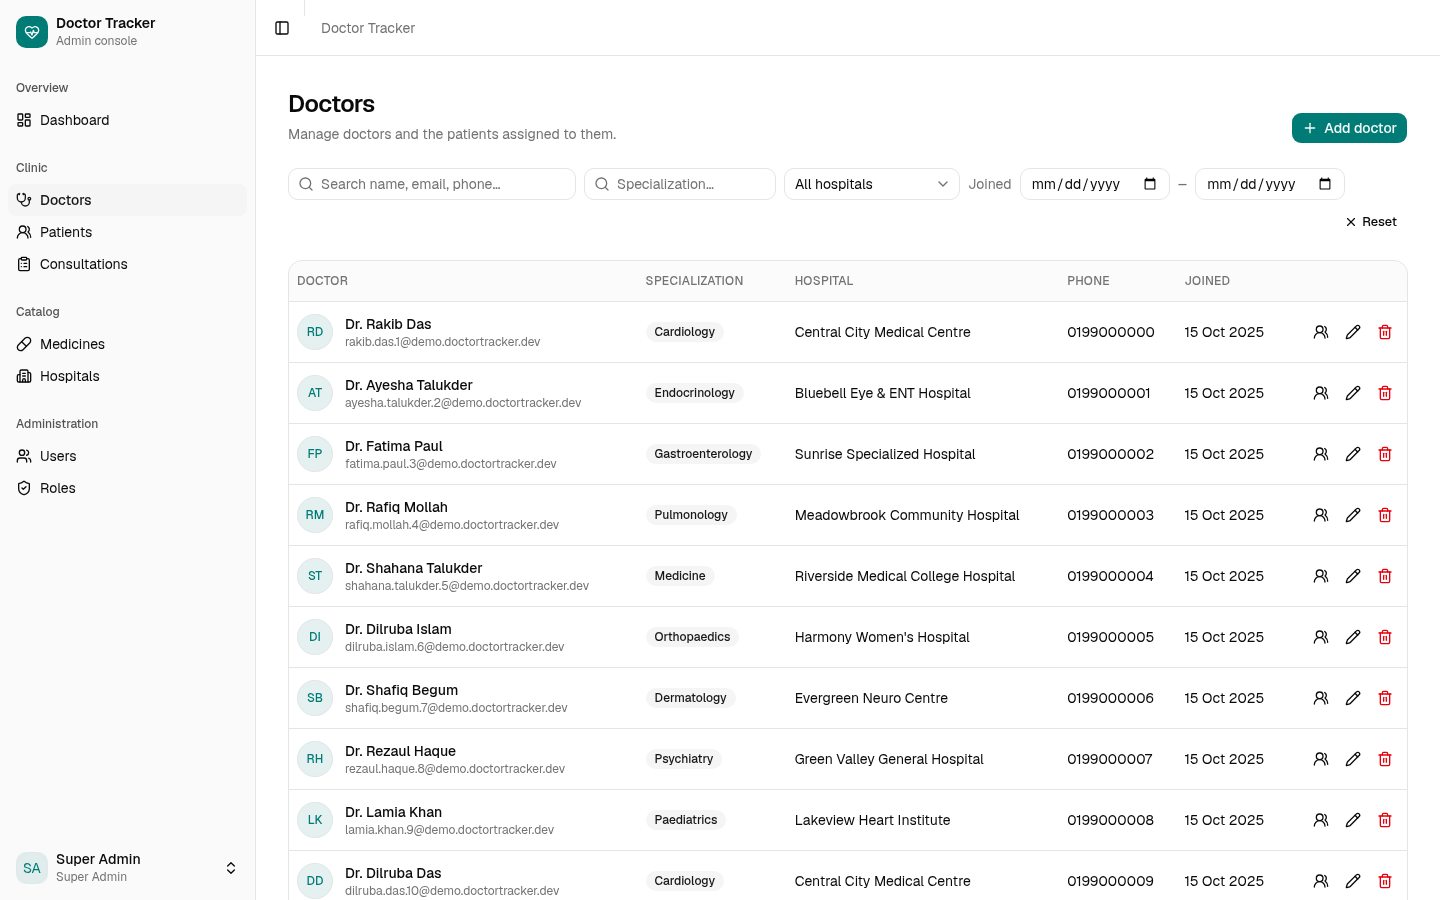 Doctor Tracker
Admin console
Overview
Dashboard
Clinic
Doctors
Patients
Consultations
Catalog
Medicines
Hospitals
Administration
Users
Roles
SA
Super Admin
Super Admin
Doctor Tracker
Doctors
Manage doctors and the patients assigned to them.
Add doctor
Search name, email, phone...
Specialization...
All hospitals
Joined
mm/dd/yyyy
–
mm/dd/yyyy
Reset
DOCTOR SPECIALIZATION HOSPITAL PHONE JOINED
RD Dr. Rakib Das Cardiology Central City Medical Centre 0199000000 15 Oct 2025
rakib.das.1@demo.doctortracker.dev
AT Dr. Ayesha Talukder Endocrinology Bluebell Eye & ENT Hospital 0199000001 15 Oct 2025
ayesha.talukder.2@demo.doctortracker.dev
FP Dr. Fatima Paul Gastroenterology Sunrise Specialized Hospital 0199000002 15 Oct 2025
fatima.paul.3@demo.doctortracker.dev
RM Dr. Rafiq Mollah Pulmonology Meadowbrook Community Hospital 0199000003 15 Oct 2025
rafiq.mollah.4@demo.doctortracker.dev
ST Dr. Shahana Talukder Medicine Riverside Medical College Hospital 0199000004 15 Oct 2025
shahana.talukder.5@demo.doctortracker.dev
DI Dr. Dilruba Islam Orthopaedics Harmony Women's Hospital 0199000005 15 Oct 2025
dilruba.islam.6@demo.doctortracker.dev
SB Dr. Shafiq Begum Dermatology Evergreen Neuro Centre 0199000006 15 Oct 2025
shafiq.begum.7@demo.doctortracker.dev
RH Dr. Rezaul Haque Psychiatry Green Valley General Hospital 0199000007 15 Oct 2025
rezaul.haque.8@demo.doctortracker.dev
LK Dr. Lamia Khan Paediatrics Lakeview Heart Institute 0199000008 15 Oct 2025
lamia.khan.9@demo.doctortracker.dev
DD Dr. Dilruba Das Cardiology Central City Medical Centre 0199000009 15 Oct 2025
dilruba.das.10@demo.doctortracker.dev